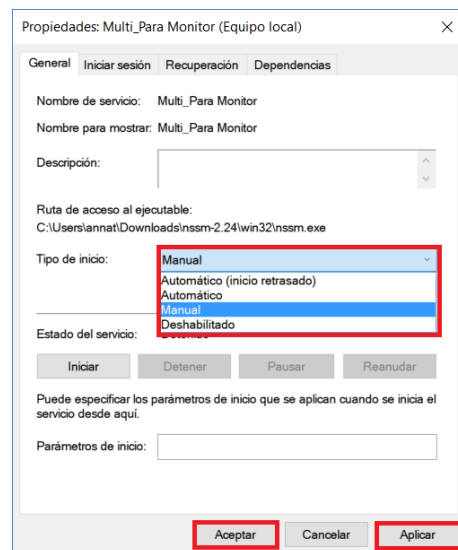 Propiedades: Multi_Para Monitor (Equipo local)
General Iniciar sesión Recuperación Dependencias
Nombre de servicio: Multi_Para Monitor
Nombre para mostrar: Multi_Para Monitor
Descripción:
Ruta de acceso al ejecutable:
C:\Users\annat\Downloads\nssm-2.24\win32\nssm.exe
Tipo de inicio: Manual
Automático (inicio retrasado)
Automático
Manual
Deshabilitado
Estado del servicio:
Iniciar Detener Pausar Reanudar
Puede especificar los parámetros de inicio que se aplican cuando se inicia el
servicio desde aquí.
Parámetros de inicio:
Aceptar Cancelar Aplicar